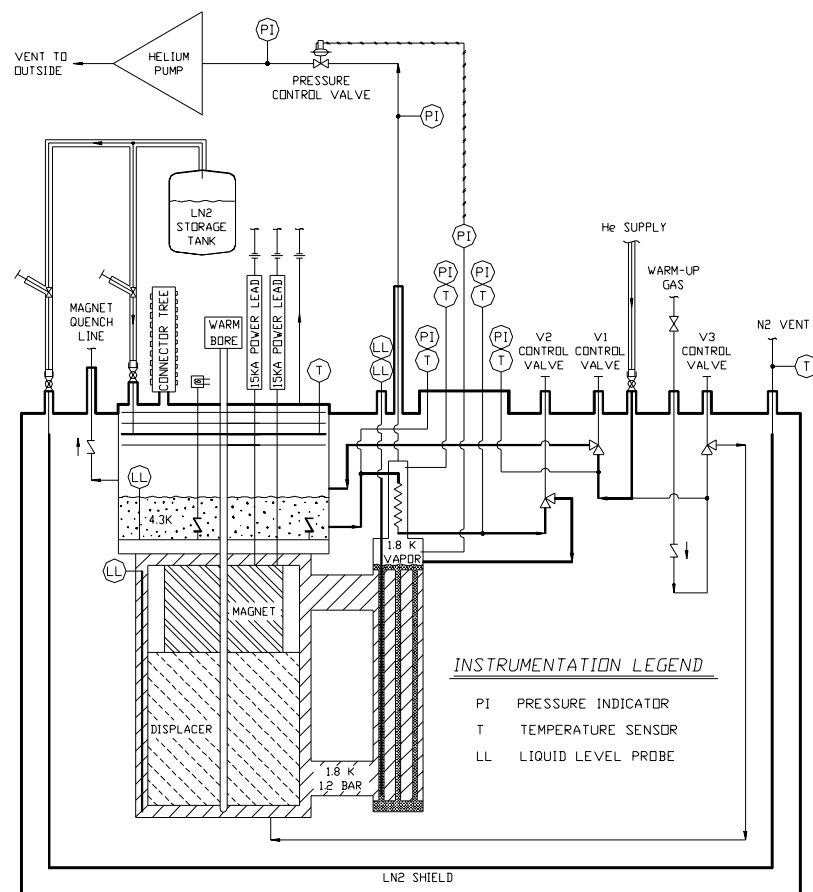 PI
VENT TO
OUTSIDE
HELIUM
PUMP
PRESSURE
CONTROL VALVE
PI
LN2
STORAGE
TANK
He SUPPLY
PI
WARM-UP
GAS
PI
T
PI
T
MAGNET
QUENCH
LINE
CONNECTOR TREE
WARM
BORE
15KA POWER LEAD
15KA POWER LEAD
T
LL
LL
PI
T
PI
T
V2
CONTROL
VALVE
V1
CONTROL
VALVE
V3
CONTROL
VALVE
N2 VENT
T
LL
4.3K
1.8 K
VAPOR
LL
MAGNET
DISPLACER
1.8 K
1.2 BAR
INSTRUMENTATION LEGEND
PI PRESSURE INDICATOR
T TEMPERATURE SENSOR
LL LIQUID LEVEL PROBE
LN2 SHIELD